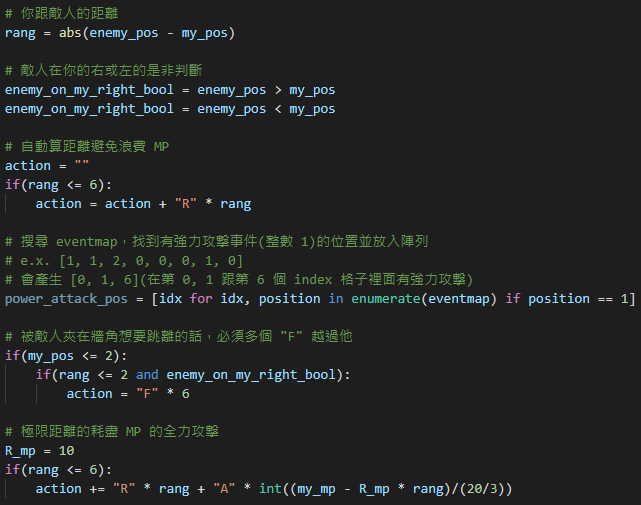 # 你跟敵人的距離
rang = abs(enemy_pos - my_pos)
# 敵人在你的右或左的是非判斷
enemy_on_my_right_bool = enemy_pos > my_pos
enemy_on_my_right_bool = enemy_pos < my_pos
# 自動算距離避免浪費 MP
action = ""
if(rang <= 6):
    action = action + "R" * rang
# 搜尋 eventmap，找到有強力攻擊事件(整數 1)的位置並放入陣列
# e.x. [1, 1, 2, 0, 0, 0, 1, 0]
# 會產生 [0, 1, 6](在第 0, 1 跟第 6 個 index 格子裡面有強力攻擊)
power_attack_pos = [idx for idx, position in enumerate(eventmap) if position == 1]
# 被敵人夾在牆角想要跳離的話，必須多個 "F" 越過他
if(my_pos <= 2):
    if(rang <= 2 and enemy_on_my_right_bool):
        action = "F" * 6
# 極限距離的耗盡 MP 的全力攻擊
R_mp = 10
if(rang <= 6):
    action += "R" * rang + "A" * int((my_mp - R_mp * rang)/(20/3))